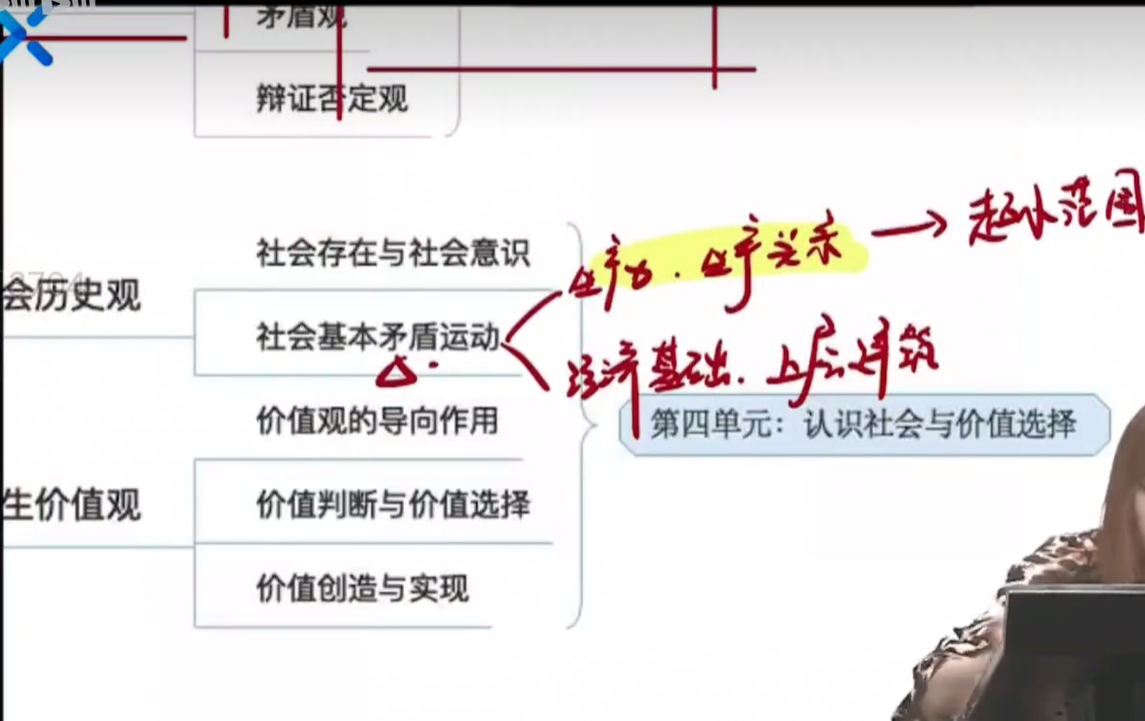 矛盾观
辩证否定观
社会存在与社会意识
生产力.生产关系→超小范围
会历史观
社会基本矛盾运动
经济基础.上层建筑
价值观的导向作用
第四单元：认识社会与价值选择
生价值观
价值判断与价值选择
价值创造与实现